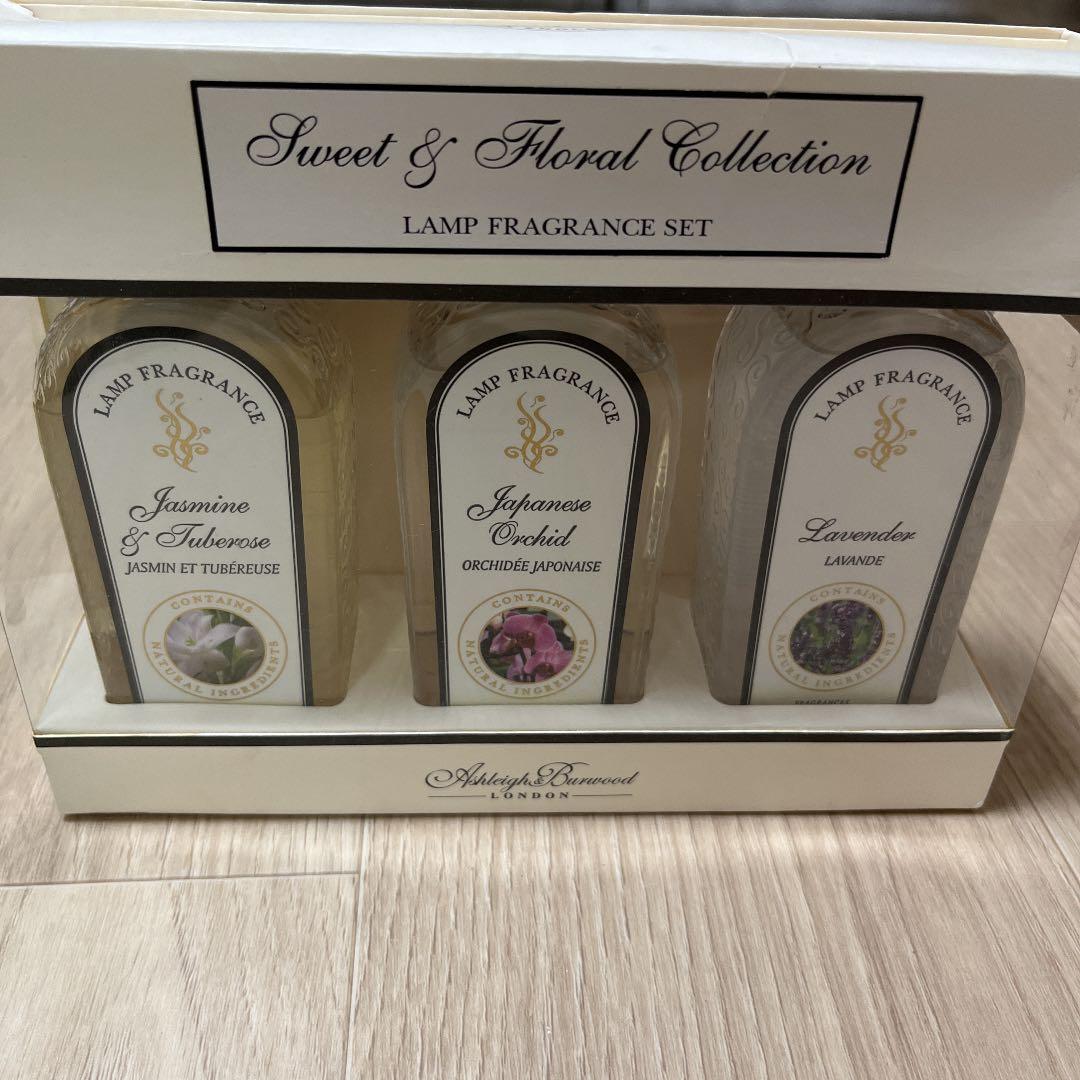 Sweet & Floral Collection
LAMP FRAGRANCE SET
LAMP FRAGRANCE
Jasmine
& Tuberose
JASMIN ET TUBÉREUSE
CONTAINS
NATURAL INGREDIENTS
LAMP FRAGRANCE
Japanese
Orchid
ORCHIDÉE JAPONAISE
CONTAINS
NATURAL INGREDIENTS
LAMP FRAGRANCE
Lavender
LAVANDE
CONTAINS
NATURAL INGREDIENTS
FRAGRANCES
Ashleigh & Burwood
LONDON